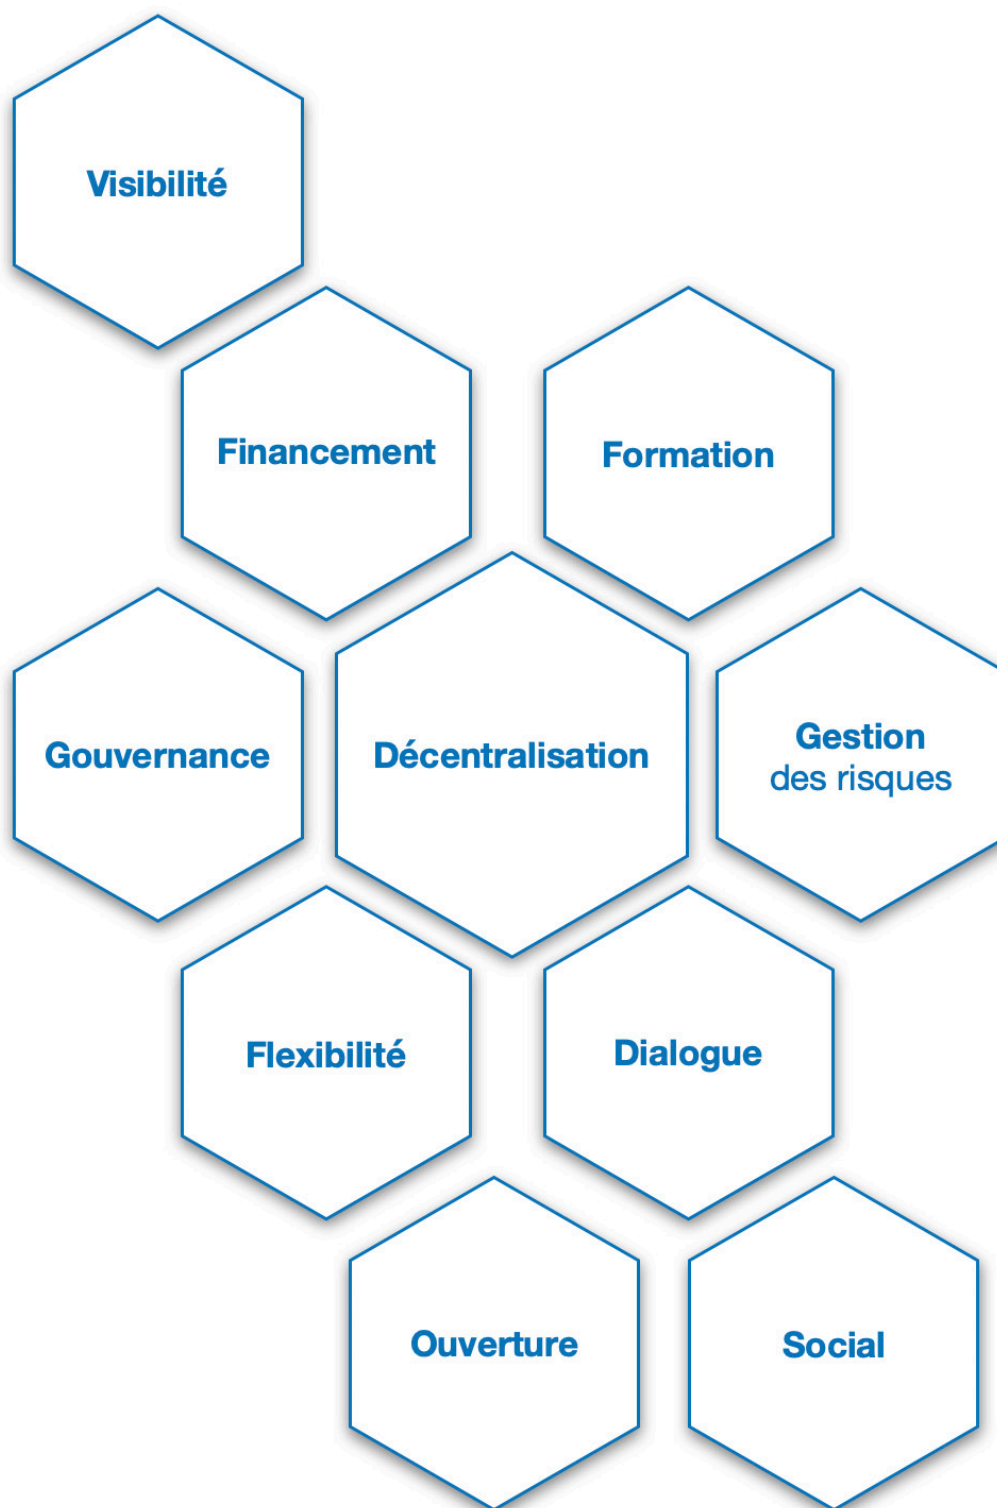 Visibilité
Financement
Formation
Gouvernance
Décentralisation
Gestion
des risques
Flexibilité
Dialogue
Ouverture
Social